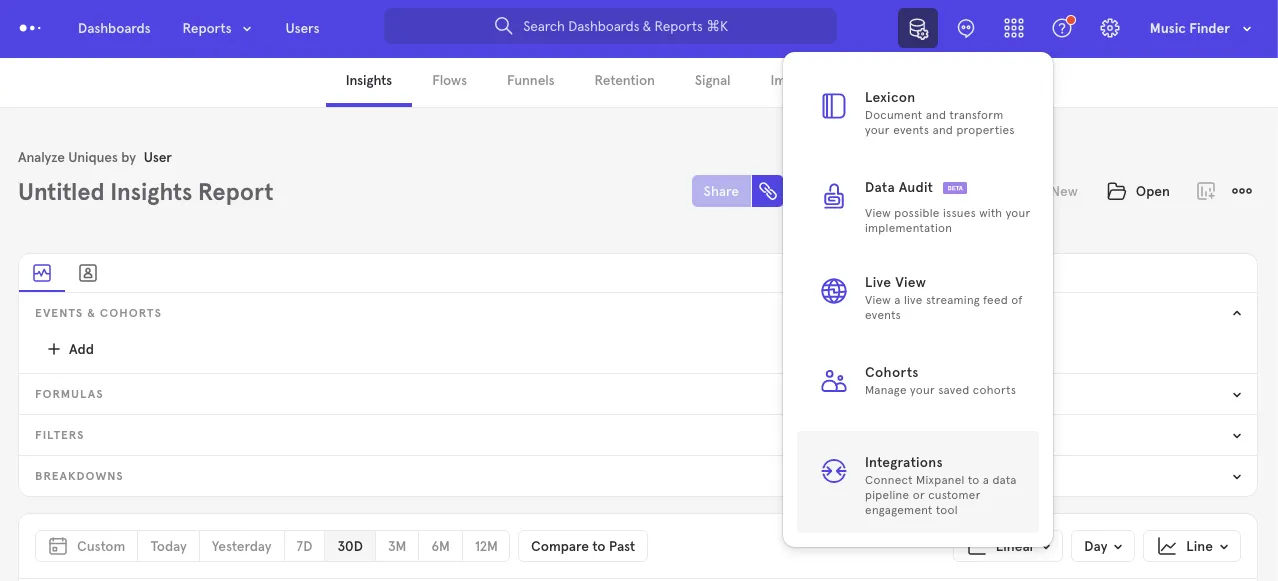 Dashboards Reports Users Search Dashboards & Reports ⌘K Music Finder
Insights Flows Funnels Retention Signal
Lexicon
Document and transform
your events and properties
Analyze Uniques by User
Untitled Insights Report
Share
Data Audit BETA
View possible issues with your
implementation
New Open
Live View
View a live streaming feed of
events
EVENTS & COHORTS
+ Add
Cohorts
Manage your saved cohorts
FORMULAS
FILTERS
BREAKDOWNS
Integrations
Connect Mixpanel to a data
pipeline or customer
engagement tool
Custom Today Yesterday 7D 30D 3M 6M 12M Compare to Past Linear Day Line